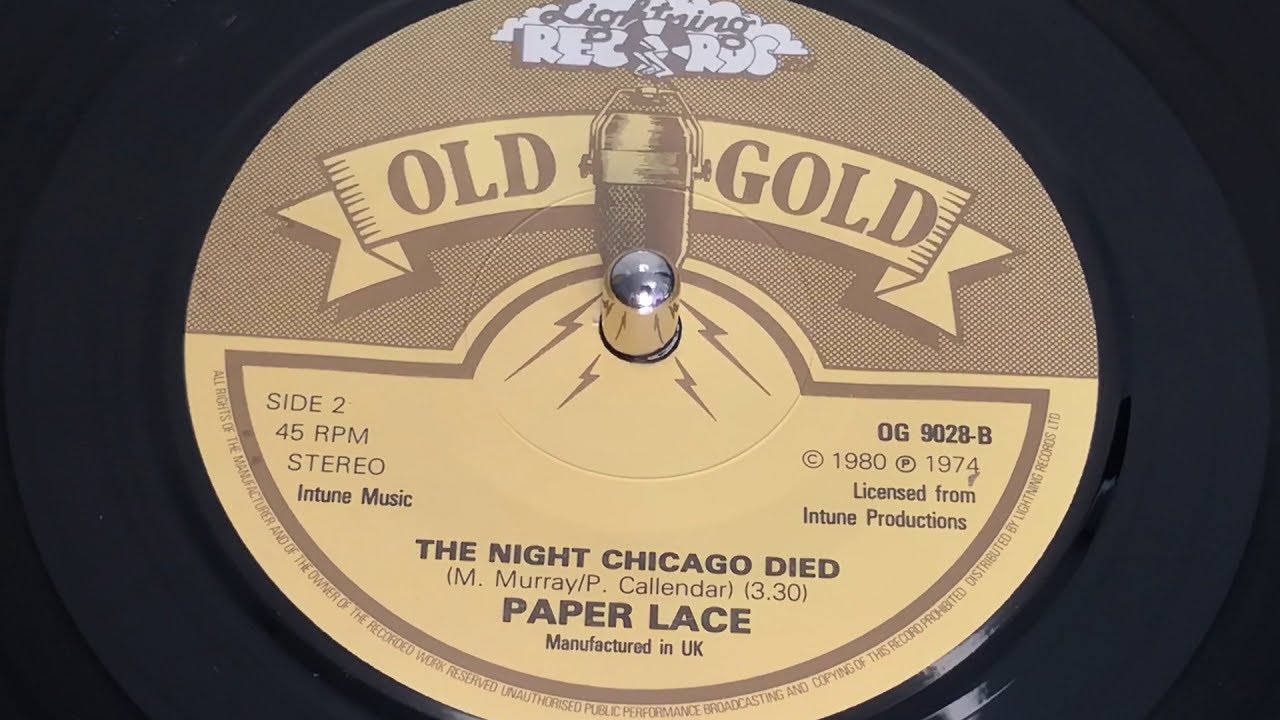 Lightning
RECORDS
OLD GOLD
SIDE 2
45 RPM
STEREO
Intune Music
OG 9028-B
© 1980 ℗ 1974
Licensed from
Intune Productions
THE NIGHT CHICAGO DIED
(M. Murray/P. Callendar) (3.30)
PAPER LACE
Manufactured in UK
ALL RIGHTS OF THE MANUFACTURER AND OF THE OWNER OF THE RECORDED WORK RESERVED UNAUTHORISED PUBLIC PERFORMANCE BROADCASTING AND COPYING OF THIS RECORD PROHIBITED DISTRIBUTED BY LIGHTNING RECORDS LTD